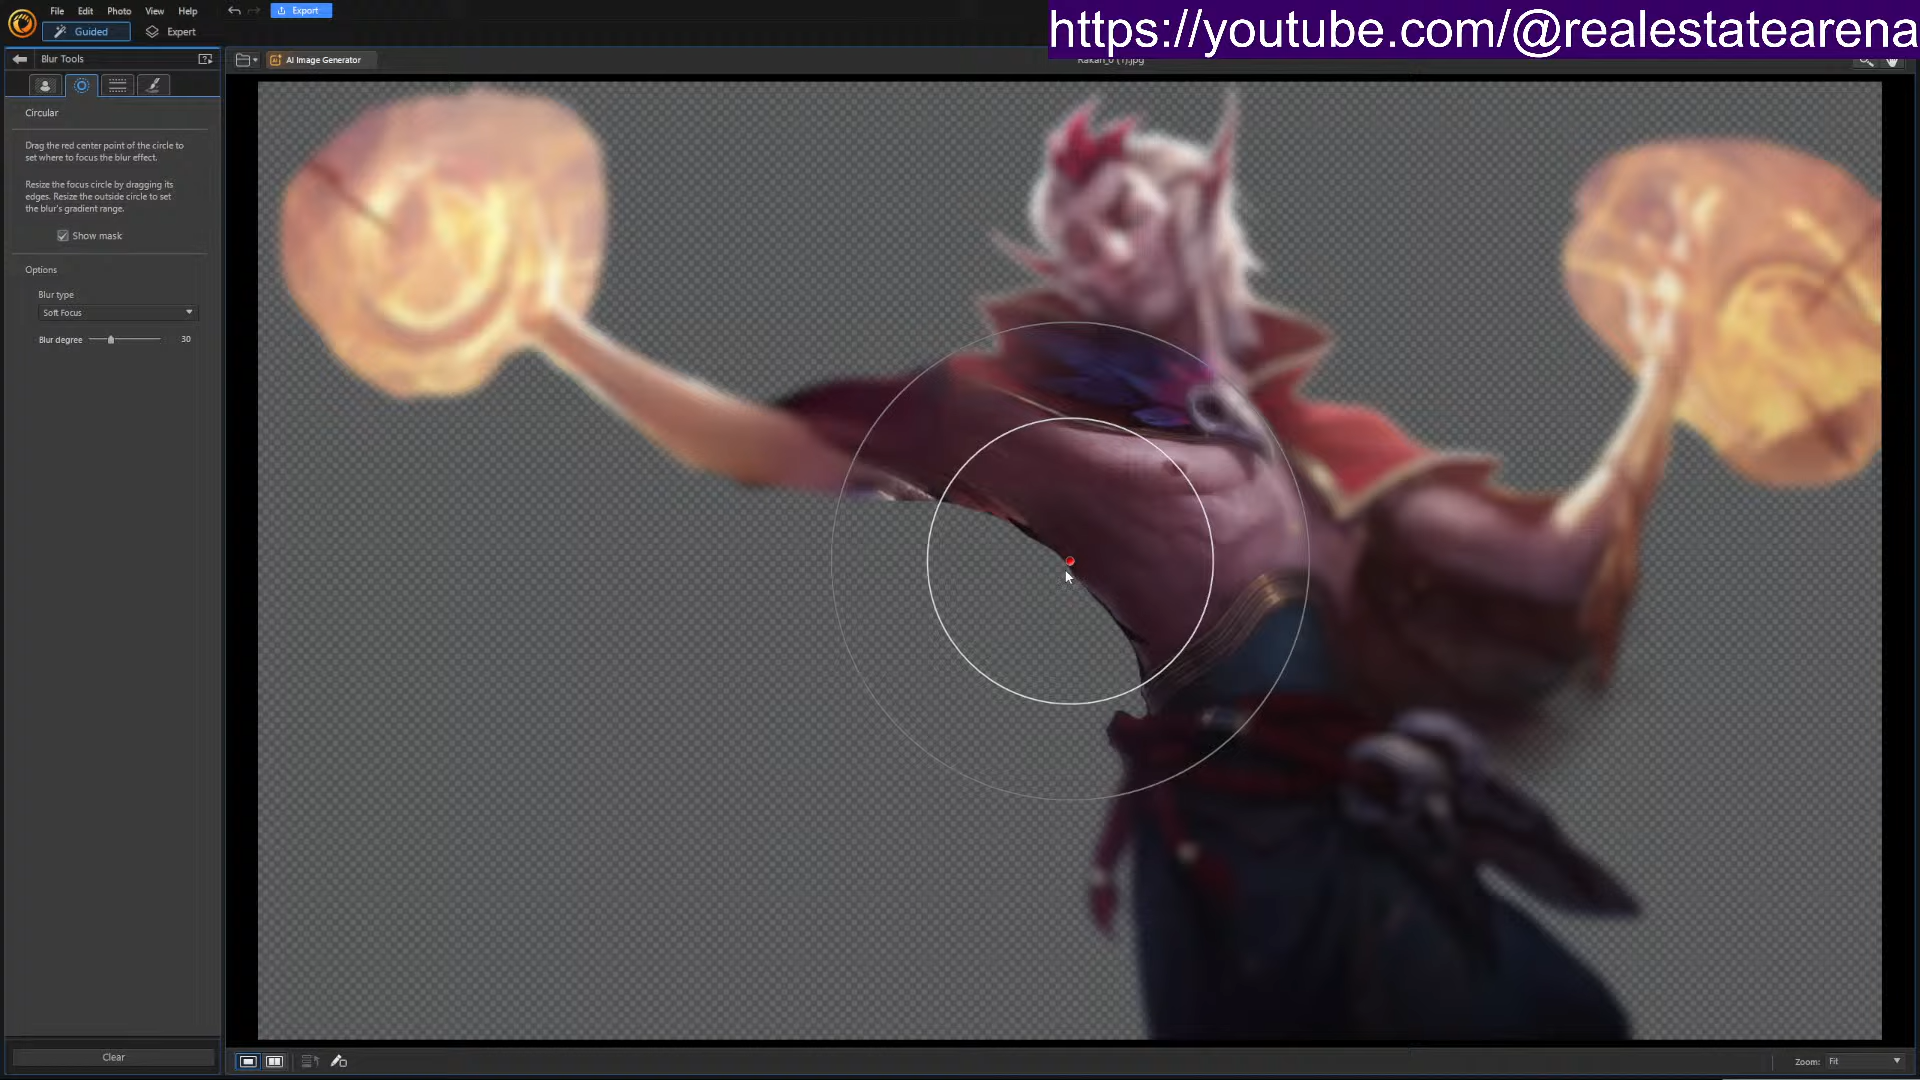 File Edit Photo View Help Export
https://youtube.com/@realestatearena
Guided Expert
Blur Tools
AI Image Generator
Rakan_0 (1).jpg
Circular
Drag the red center point of the circle to
set where to focus the blur effect.
Resize the focus circle by dragging its
edges. Resize the outside circle to set
the blur's gradient range.
Show mask
Options
Blur type
Soft Focus
Blur degree 30
Clear
Zoom: Fit